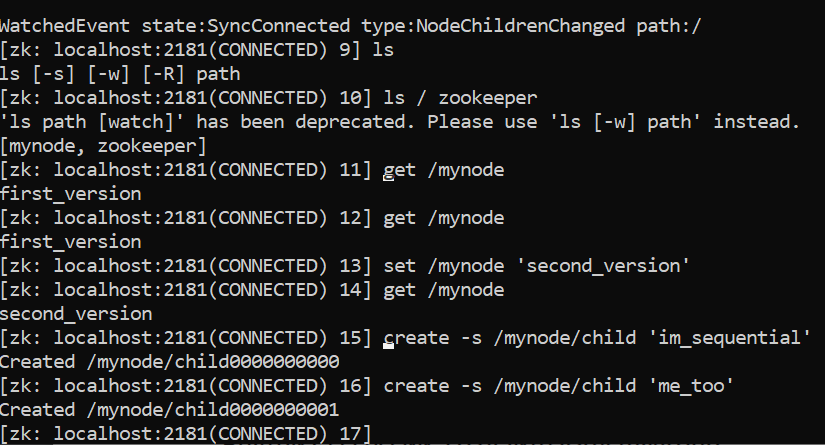 WatchedEvent state:SyncConnected type:NodeChildrenChanged path:/
[zk: localhost:2181(CONNECTED) 9] ls
ls [-s] [-w] [-R] path
[zk: localhost:2181(CONNECTED) 10] ls / zookeeper
'ls path [watch]' has been deprecated. Please use 'ls [-w] path' instead.
[mynode, zookeeper]
[zk: localhost:2181(CONNECTED) 11] get /mynode
first_version
[zk: localhost:2181(CONNECTED) 12] get /mynode
first_version
[zk: localhost:2181(CONNECTED) 13] set /mynode 'second_version'
[zk: localhost:2181(CONNECTED) 14] get /mynode
second_version
[zk: localhost:2181(CONNECTED) 15] create -s /mynode/child 'im_sequential'
Created /mynode/child0000000000
[zk: localhost:2181(CONNECTED) 16] create -s /mynode/child 'me_too'
Created /mynode/child0000000001
[zk: localhost:2181(CONNECTED) 17]